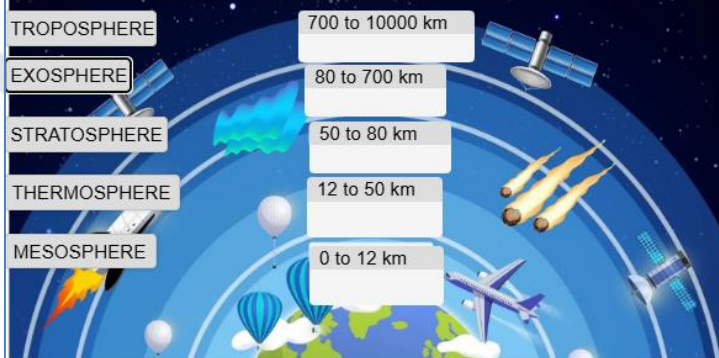 TROPOSPHERE
700 to 10000 km
EXOSPHERE
80 to 700 km
STRATOSPHERE
50 to 80 km
THERMOSPHERE
12 to 50 km
MESOSPHERE
0 to 12 km